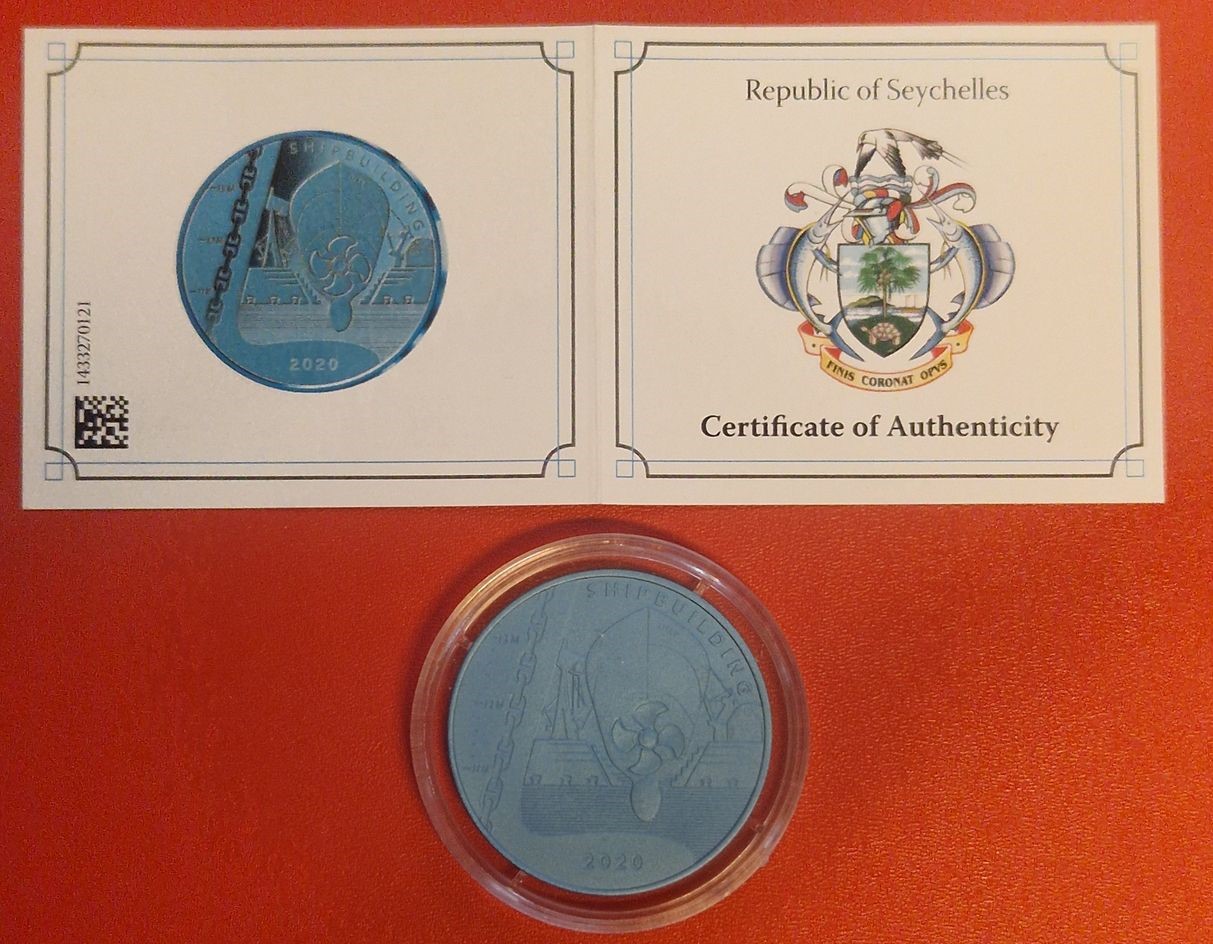 SHIPBUILDING
2020
1433270121
Republic of Seychelles
FINIS CORONAT OPVS
Certificate of Authenticity
SHIPBUILDING
2020